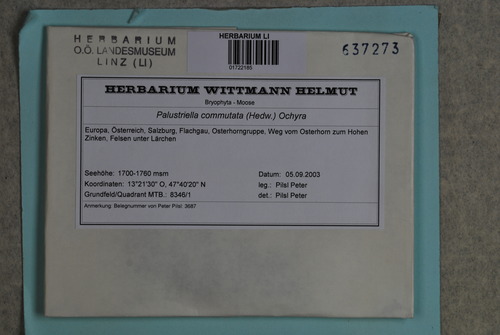 HERBARIUM
O.Ö. LANDESMUSEUM
LINZ (LI)
HERBARIUM LI
01722185
637273
HERBARIUM WITTMANN HELMUT
Bryophyta - Moose
Palustriella commutata (Hedw.) Ochyra
Europa, Österreich, Salzburg, Flachgau, Osterhorngruppe, Weg vom Osterhorn zum Hohen
Zinken, Felsen unter Lärchen
Seehöhe: 1700-1760 msm
Datum: 05.09.2003
Koordinaten: 13°21'30" O, 47°40'20" N
leg.: Pilsl Peter
Grundfeld/Quadrant MTB.: 8346/1
det.: Pilsl Peter
Anmerkung: Belegnummer von Peter Pilsl: 3687